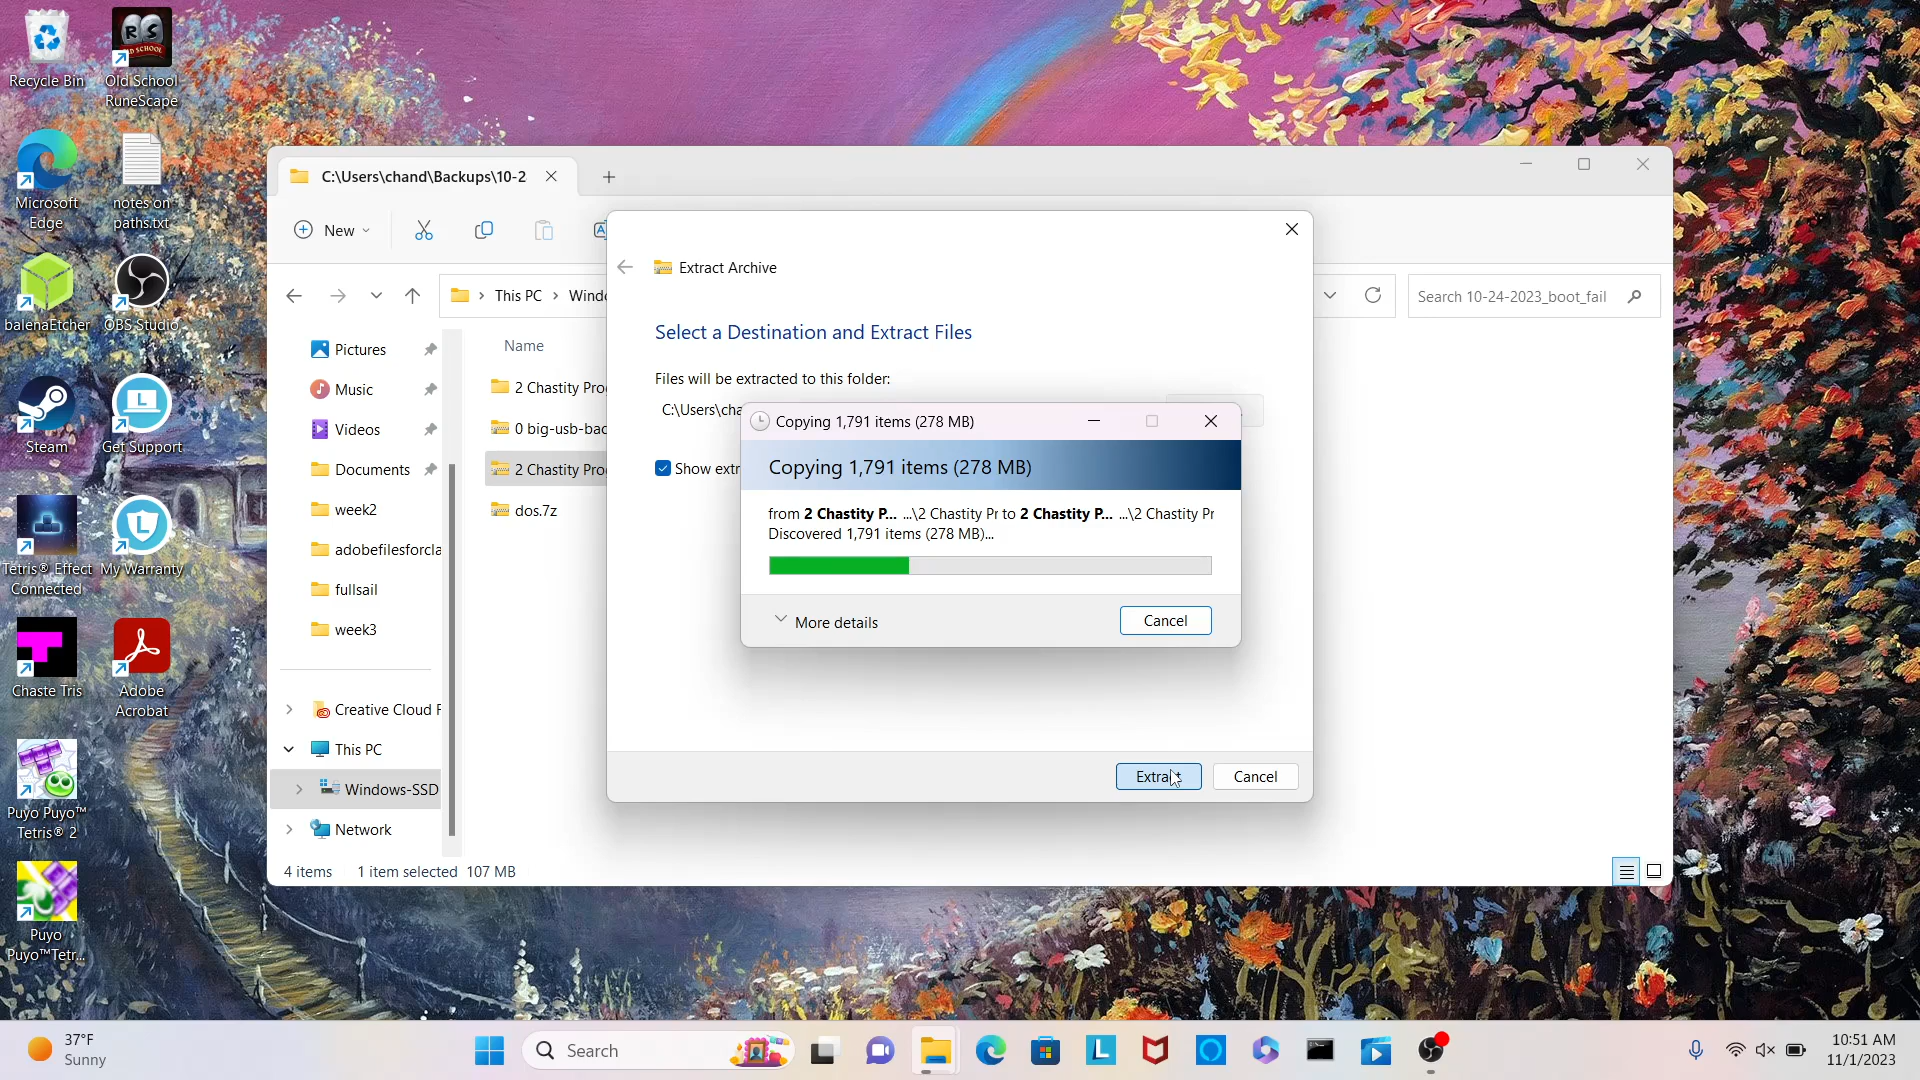 Recycle Bin
Old School
RuneScape
Microsoft
Edge
notes on
paths.txt
balenaEtcher
OBS Studio
Steam
Get Support
Tetris® Effect
Connected
My Warranty
Chaste Tris
Adobe
Acrobat
Puyo Puyo™
Tetris® 2
Puyo
Puyo™Tetr...
C:\Users\chand\Backups\10-2
New
This PC
Search 10-24-2023_boot_fail
Pictures
Music
Videos
Documents
week2
adobefilesforcla
fullsail
week3
Creative Cloud F
This PC
Windows-SSD
Network
Name
2 Chastity Prog
0 big-usb-bac
2 Chastity Prog
dos.7z
4 items
1 item selected 107 MB
Extract Archive
Select a Destination and Extract Files
Files will be extracted to this folder:
C:\Users\cha
Show extr
Extract
Cancel
Copying 1,791 items (278 MB)
Copying 1,791 items (278 MB)
from 2 Chastity P... ...\2 Chastity Pr to 2 Chastity P... ...\2 Chastity Pr
Discovered 1,791 items (278 MB)...
More details
Cancel
37°F
Sunny
Search
10:51 AM
11/1/2023